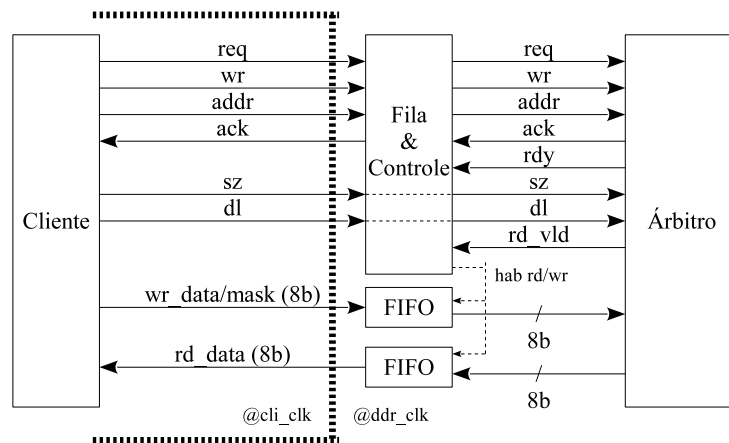 req
wr
addr
ack
sz
dl
Cliente
wr_data/mask (8b)
rd_data (8b)
@cli_clk
@ddr_clk
Fila
&
Controle
FIFO
FIFO
hab rd/wr
req
wr
addr
ack
rdy
sz
dl
rd_vld
8b
8b
Árbitro